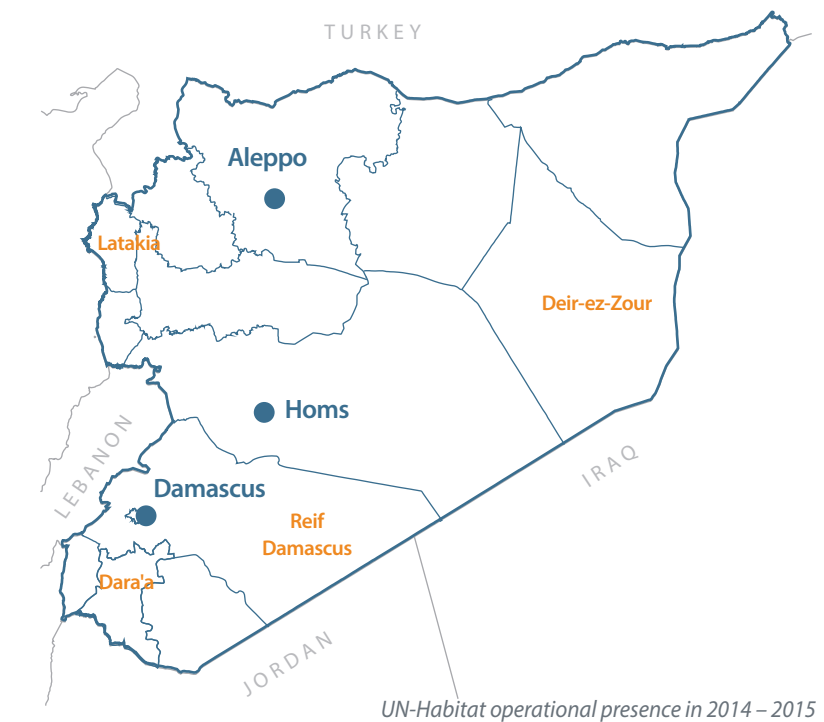 TURKEY
Aleppo
Latakia
Deir-ez-Zour
Homs
LEBANON
IRAQ
Damascus
Reif
Damascus
Dara'a
JORDAN
UN-Habitat operational presence in 2014 – 2015